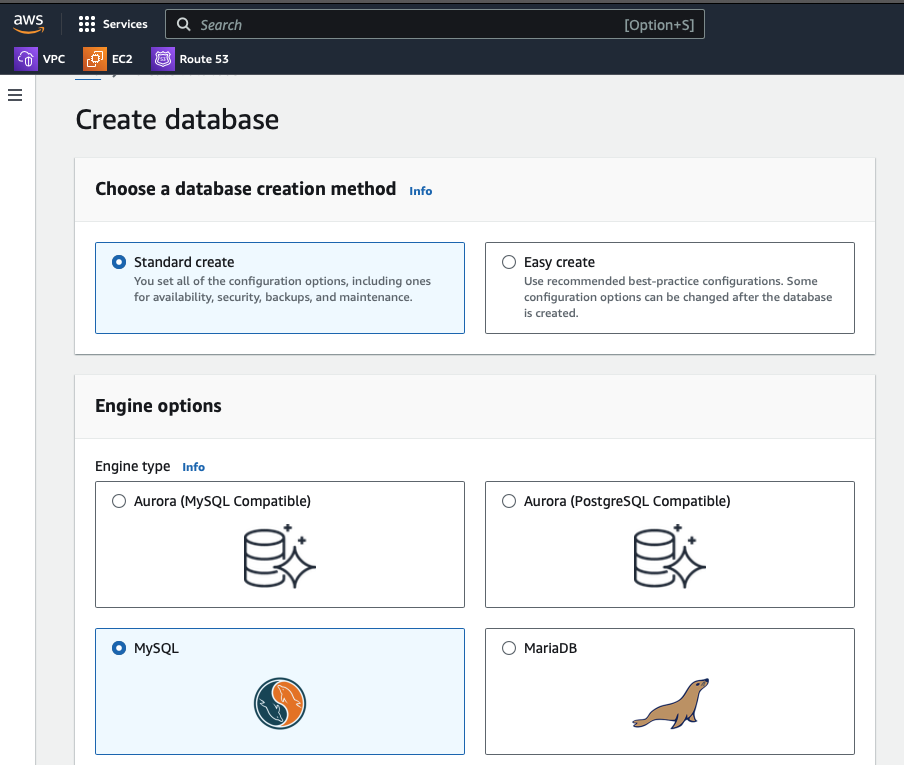 aws
Services
Search
[Option+S]
VPC
EC2
Route 53
Create database
Choose a database creation method Info
Standard create
You set all of the configuration options, including ones
for availability, security, backups, and maintenance.
Easy create
Use recommended best-practice configurations. Some
configuration options can be changed after the database
is created.
Engine options
Engine type Info
Aurora (MySQL Compatible)
Aurora (PostgreSQL Compatible)
MySQL
MariaDB